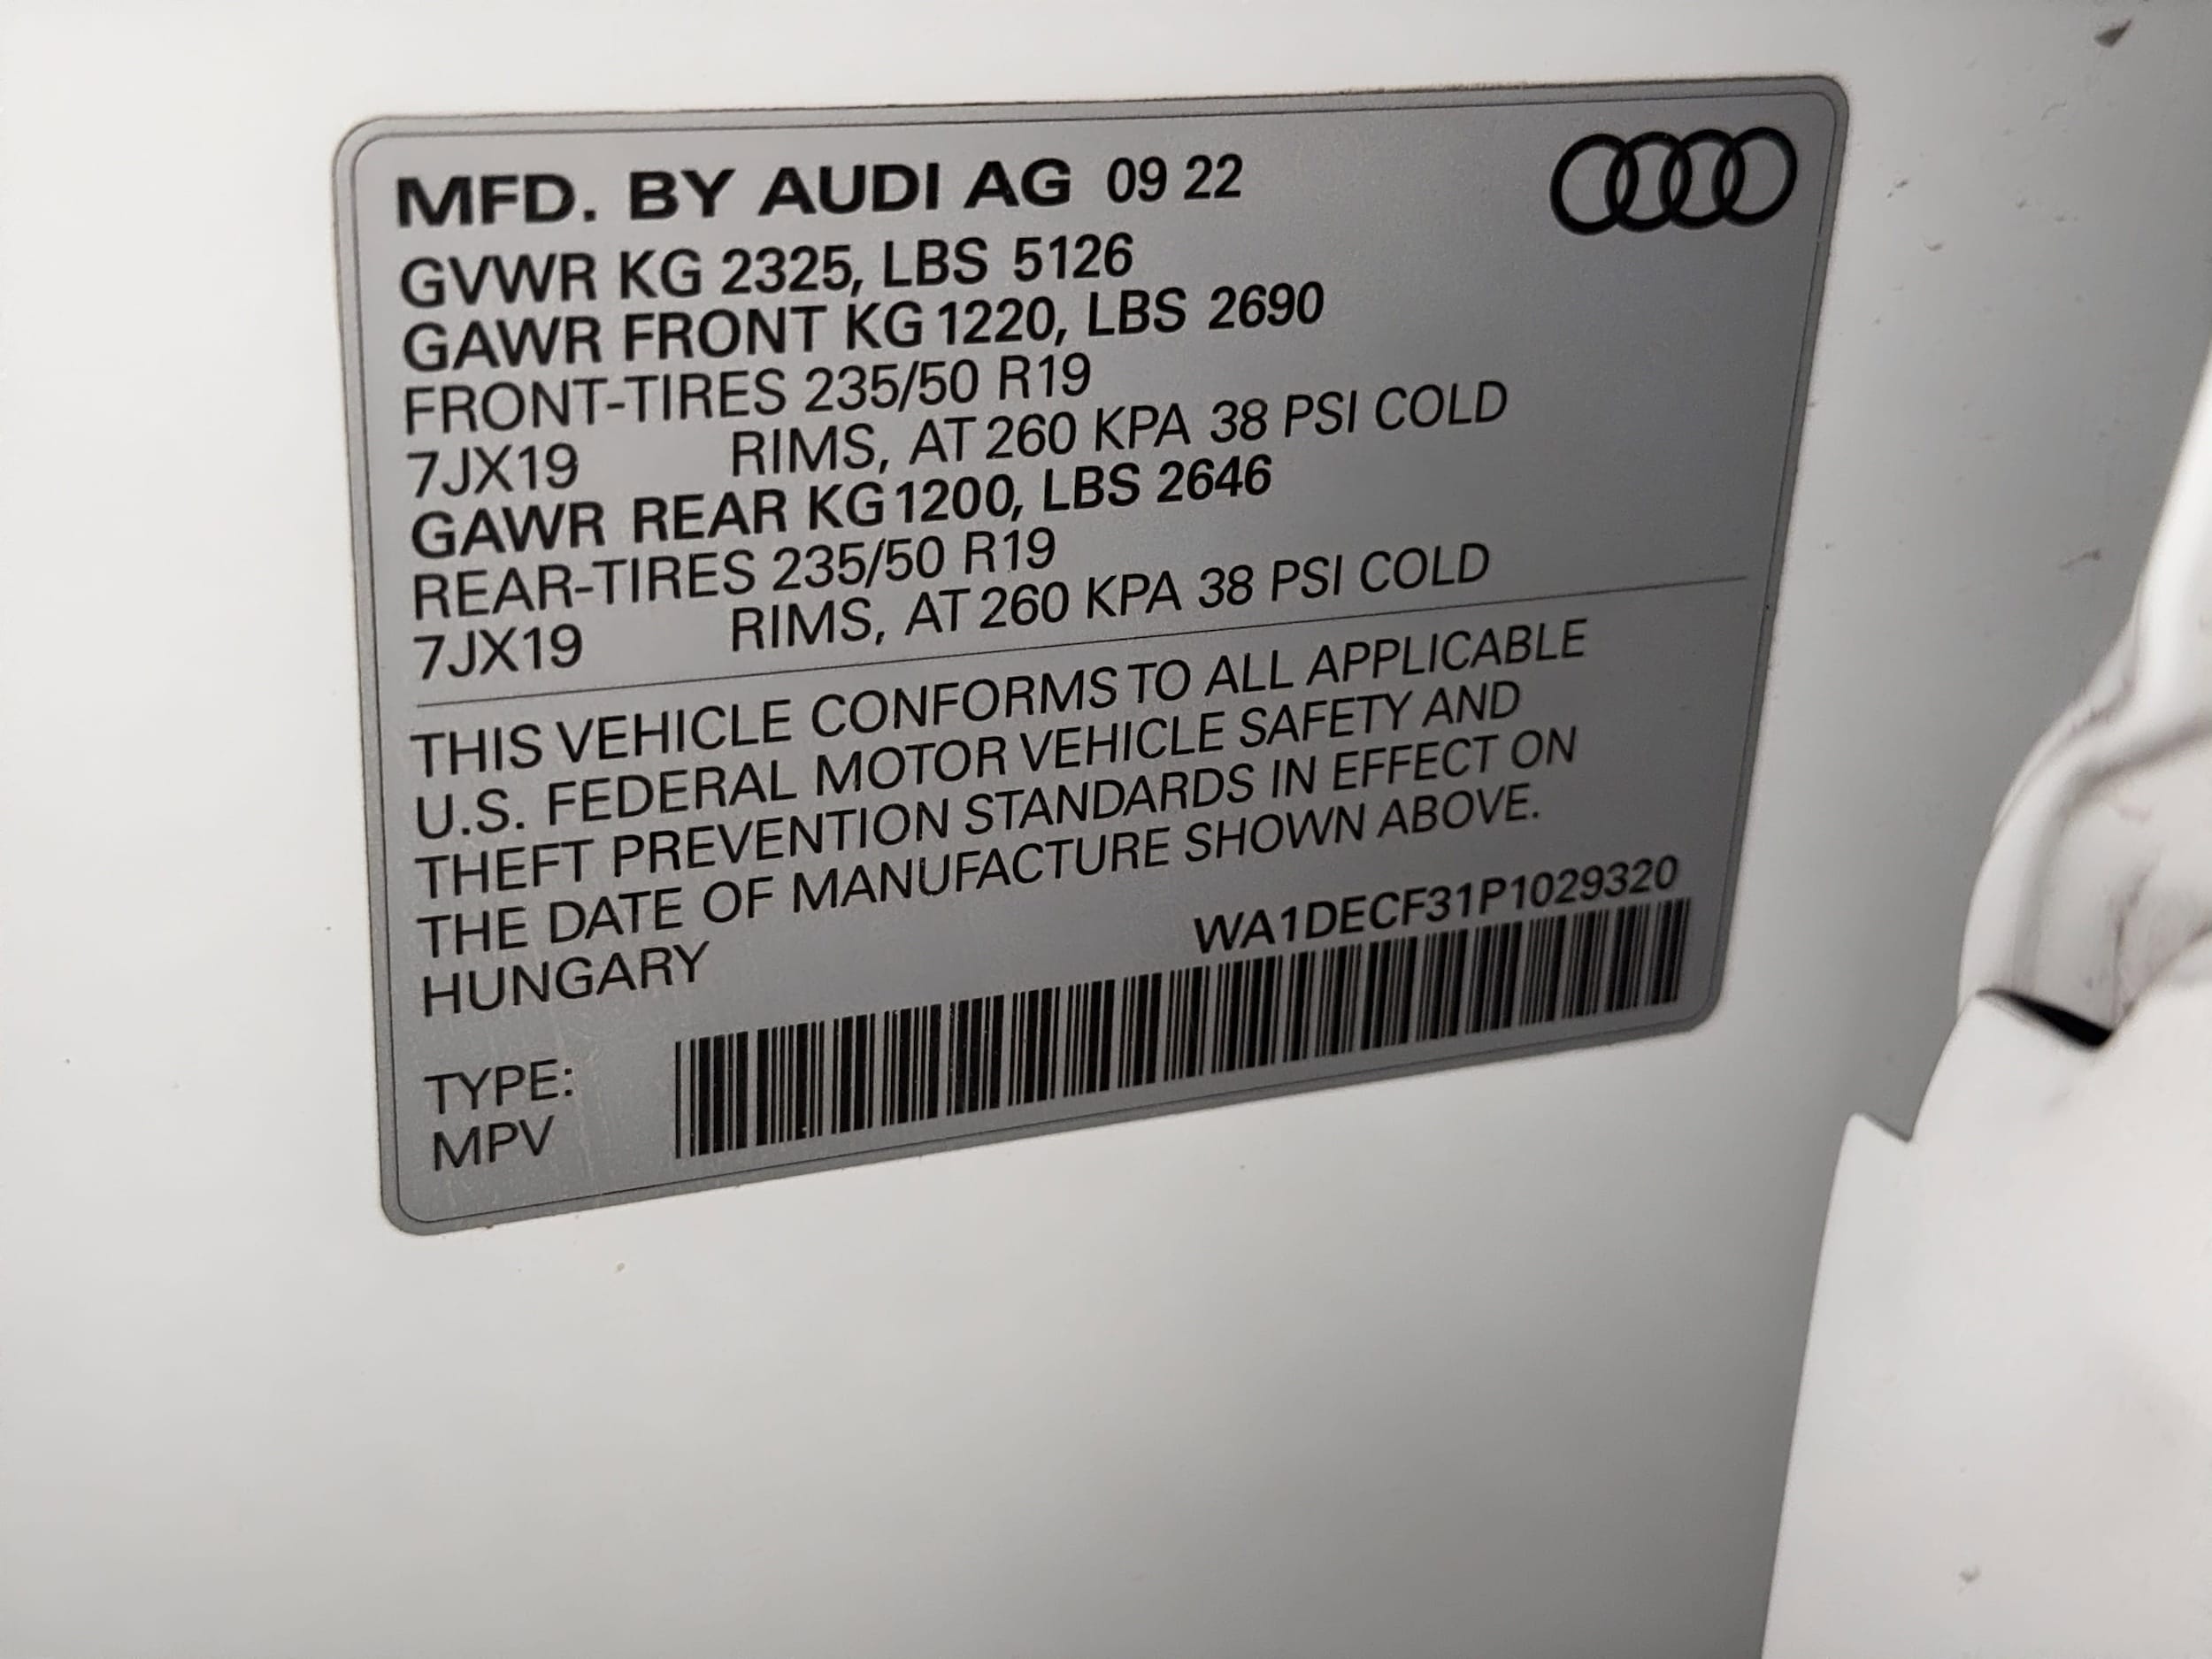 MFD. BY AUDI AG 09 22
GVWR KG 2325, LBS 5126
GAWR FRONT KG 1220, LBS 2690
FRONT-TIRES 235/50 R19
7JX19 RIMS, AT 260 KPA 38 PSI COLD
GAWR REAR KG 1200, LBS 2646
REAR-TIRES 235/50 R19
7JX19 RIMS, AT 260 KPA 38 PSI COLD
THIS VEHICLE CONFORMS TO ALL APPLICABLE
U.S. FEDERAL MOTOR VEHICLE SAFETY AND
THEFT PREVENTION STANDARDS IN EFFECT ON
THE DATE OF MANUFACTURE SHOWN ABOVE.
HUNGARY
WA1DECF31P1029320
TYPE:
MPV